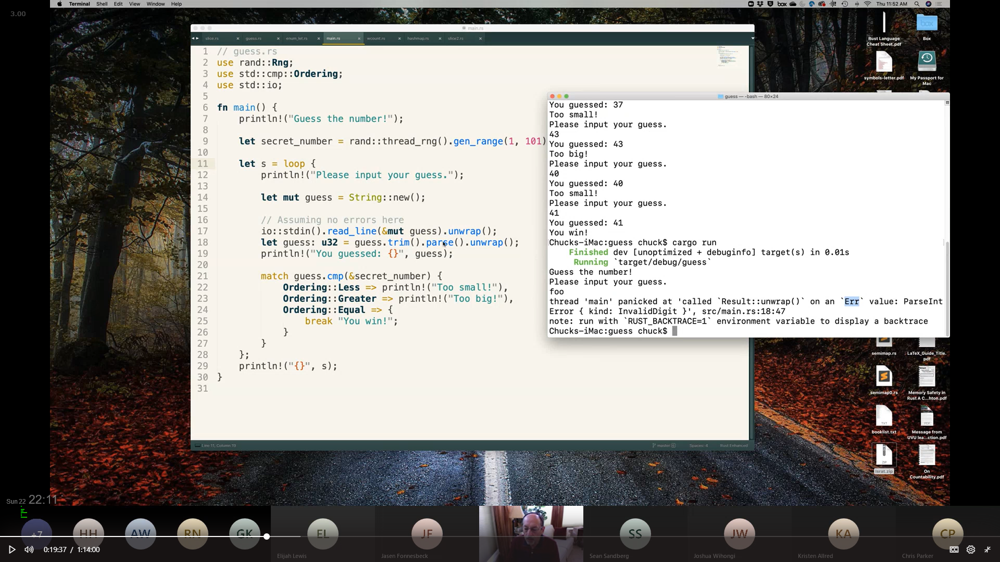 3.00
Terminal Shell Edit View Window Help
box
Thu 11:52 AM
main.rs
slice.rs guess.rs enum_let.rs main.rs wcount.rs hashmap.rs slice2.rs
1 // guess.rs
2 use rand::Rng;
3 use std::cmp::Ordering;
4 use std::io;
5
6 fn main() {
7 println!("Guess the number!");
8
9 let secret_number = rand::thread_rng().gen_range(1, 101)
10
11 let s = loop {
12 println!("Please input your guess.");
13
14 let mut guess = String::new();
15
16 // Assuming no errors here
17 io::stdin().read_line(&mut guess).unwrap();
18 let guess: u32 = guess.trim().parse().unwrap();
19 println!("You guessed: {}", guess);
20
21 match guess.cmp(&secret_number) {
22 Ordering::Less => println!("Too small!"),
23 Ordering::Greater => println!("Too big!"),
24 Ordering::Equal => {
25 break "You win!";
26 }
27 }
28 };
29 println!("{}", s);
30 }
31
Line 11, Column 19
master 6
Spaces: 4
Rust Enhanced
guess — -bash — 80×24
You guessed: 37
Too small!
Please input your guess.
43
You guessed: 43
Too big!
Please input your guess.
40
You guessed: 40
Too small!
Please input your guess.
41
You guessed: 41
You win!
Chucks-iMac:guess chuck$ cargo run
Finished dev [unoptimized + debuginfo] target(s) in 0.01s
Running `target/debug/guess`
Guess the number!
Please input your guess.
foo
thread 'main' panicked at 'called `Result::unwrap()` on an `Err` value: ParseInt
Error { kind: InvalidDigit }', src/main.rs:18:47
note: run with `RUST_BACKTRACE=1` environment variable to display a backtrace
Chucks-iMac:guess chuck$
Rust Language
Cheat Sheet.pdf
box
Box
symbols-letter.pdf
My Passport for
Mac
semimap.rs
LaTeX_Guide_Title.
pdf
semimap0.rs
Memory Safety in
Rust A C...hton.pdf
TXT
booklist.txt
PDF
Message from
UVU lea...ction.pdf
ZIP
lsrat.zip
On
Countability.pdf
Sun 22 22:11
+7 HH AW RN GK EL JF SS JW KA CP
0:19:37 / 1:14:00
CC
Elijah Lewis
Jasen Fonnesbeck
Sean Sandberg
Joshua Wihongi
Kristen Allred
Chris Parker